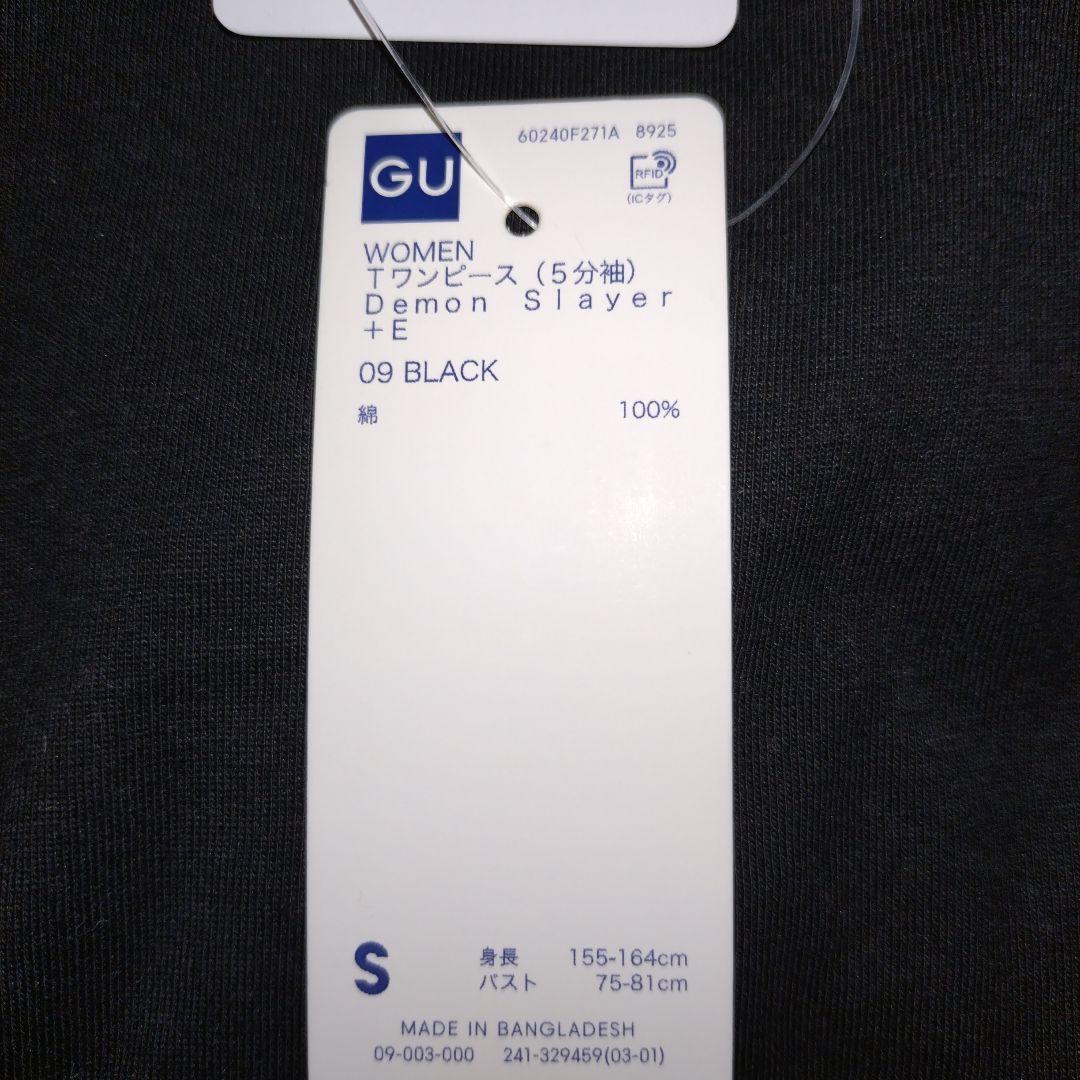 60240F271A 8925
GU
RFID
(ICタグ)
WOMEN
Tワンピース（5分袖）
Demon Slayer
+E
09 BLACK
綿 100%
S
身長 155-164cm
バスト 75-81cm
MADE IN BANGLADESH
09-003-000 241-329459(03-01)